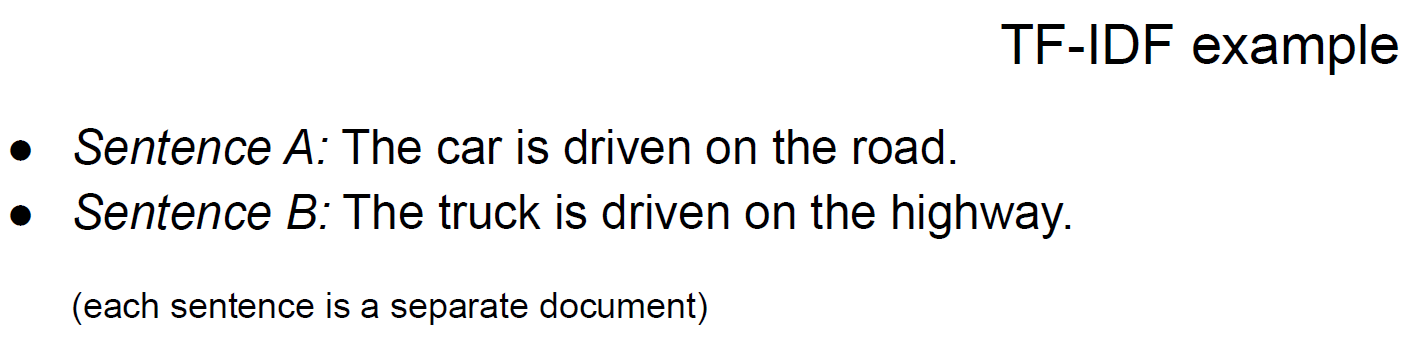 TF-IDF example
● Sentence A: The car is driven on the road.
● Sentence B: The truck is driven on the highway.
(each sentence is a separate document)